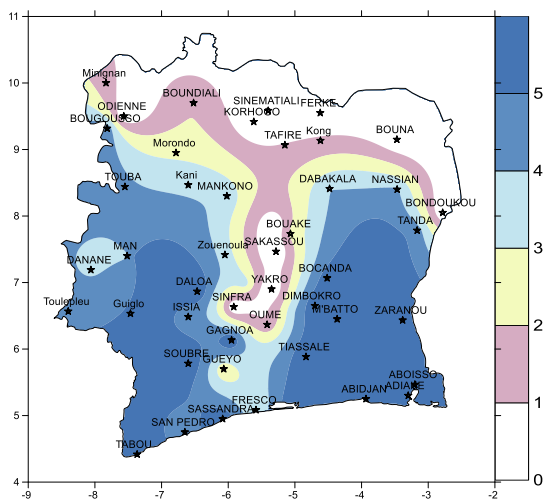 11
10
9
8
7
6
5
4
-9 -8 -7 -6 -5 -4 -3 -2
5
4
3
2
1
0
Minignan
ODIENNE
BOUGOUSSO
BOUNDIALI
SINEMATIALI
FERKE
KORHOGO
TAFIRE
Kong
BOUNA
Morondo
TOUBA
Kani
MANKONO
DABAKALA
NASSIAN
BONDOUKOU
TANDA
BOUAKE
SAKASSOU
Zouenoula
MAN
DANANE
BOCANDA
YAKRO
DALOA
SINFRA
DIMBOKRO
M'BATTO
ZARANOU
Toulepleu
Guiglo
ISSIA
OUME
GAGNOA
TIASSALE
SOUBRE
GUEYO
ABOISSO
ADIAKE
ABIDJAN
FRESCO
SASSANDRA
SAN PEDRO
TABOU